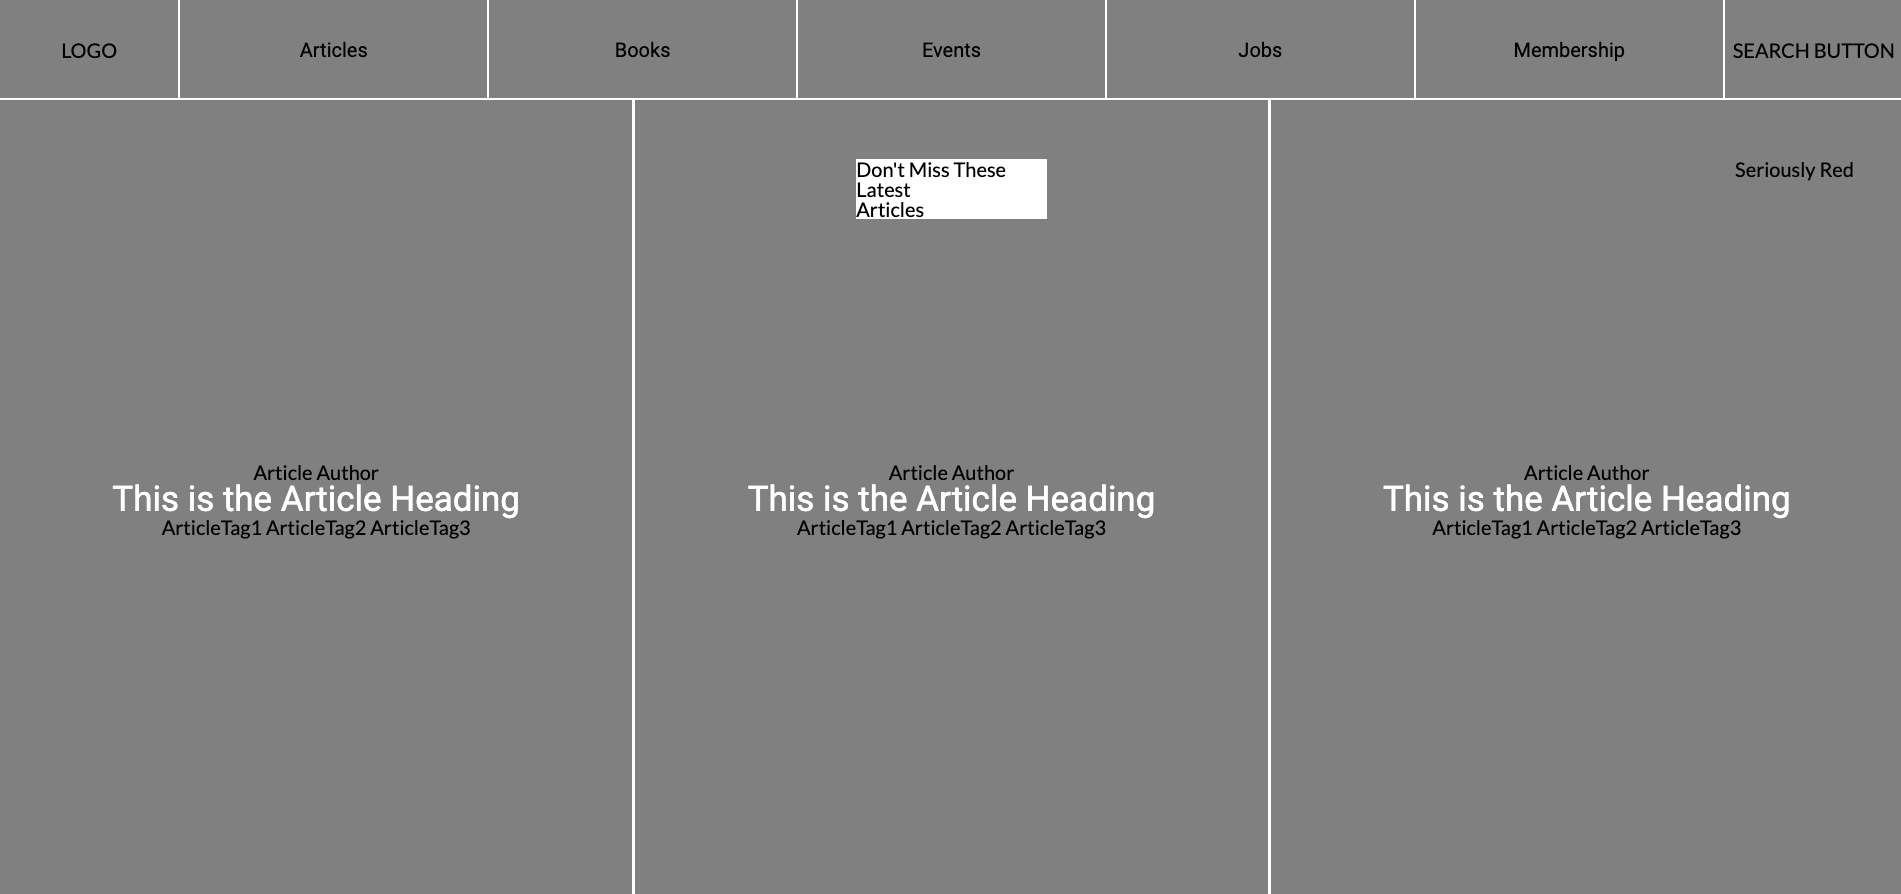 LOGO Articles Books Events Jobs Membership SEARCH BUTTON
Don't Miss These
Latest
Articles
Seriously Red
Article Author
This is the Article Heading
ArticleTag1 ArticleTag2 ArticleTag3
Article Author
This is the Article Heading
ArticleTag1 ArticleTag2 ArticleTag3
Article Author
This is the Article Heading
ArticleTag1 ArticleTag2 ArticleTag3